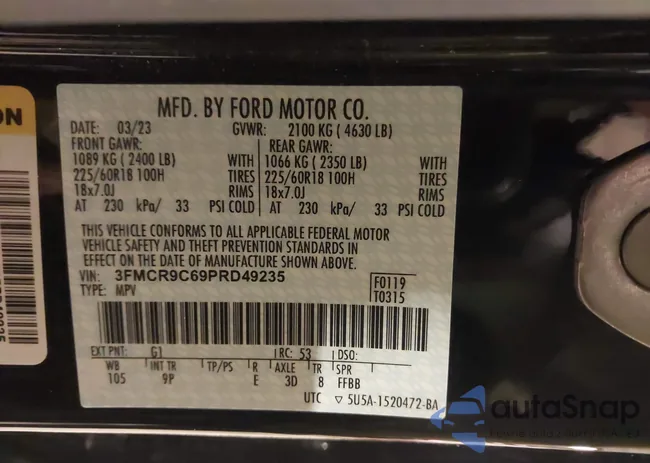 ON
MFD. BY FORD MOTOR CO.
DATE: 03/23 GVWR: 2100 KG ( 4630 LB)
FRONT GAWR: REAR GAWR:
1089 KG ( 2400 LB) WITH 1066 KG ( 2350 LB) WITH
225/60R18 100H TIRES 225/60R18 100H TIRES
18x7.0J RIMS 18x7.0J RIMS
AT 230 kPa/ 33 PSI COLD AT 230 kPa/ 33 PSI COLD
THIS VEHICLE CONFORMS TO ALL APPLICABLE FEDERAL MOTOR
VEHICLE SAFETY AND THEFT PREVENTION STANDARDS IN
EFFECT ON THE DATE OF MANUFACTURE SHOWN ABOVE.
VIN: 3FMCR9C69PRD49235 F0119
TYPE: MPV T0315
EXT PNT: G1 RC: 53 DSO:
WB INT TR TP/PS R AXLE TR SPR
105 9P E 3D 8 FFBB
UTC ▽ 5U5A-1520472-BA
autaSnap